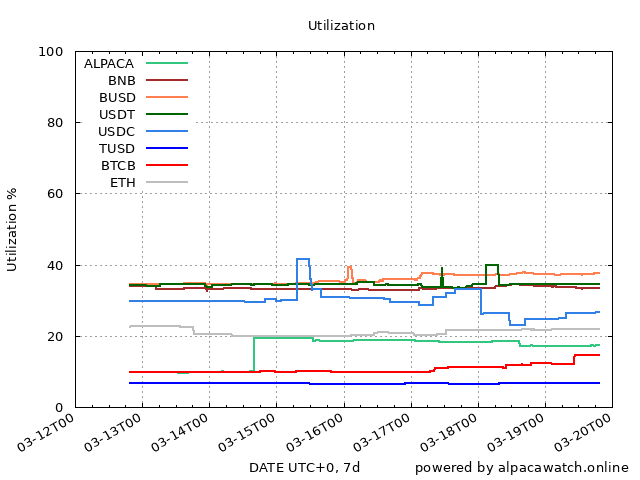 Utilization
100
80
60
40
20
0
Utilization %
ALPACA
BNB
BUSD
USDT
USDC
TUSD
BTCB
ETH
03-12T00
03-13T00
03-14T00
03-15T00
03-16T00
03-17T00
03-18T00
03-19T00
03-20T00
DATE UTC+0, 7d
powered by alpacawatch.online